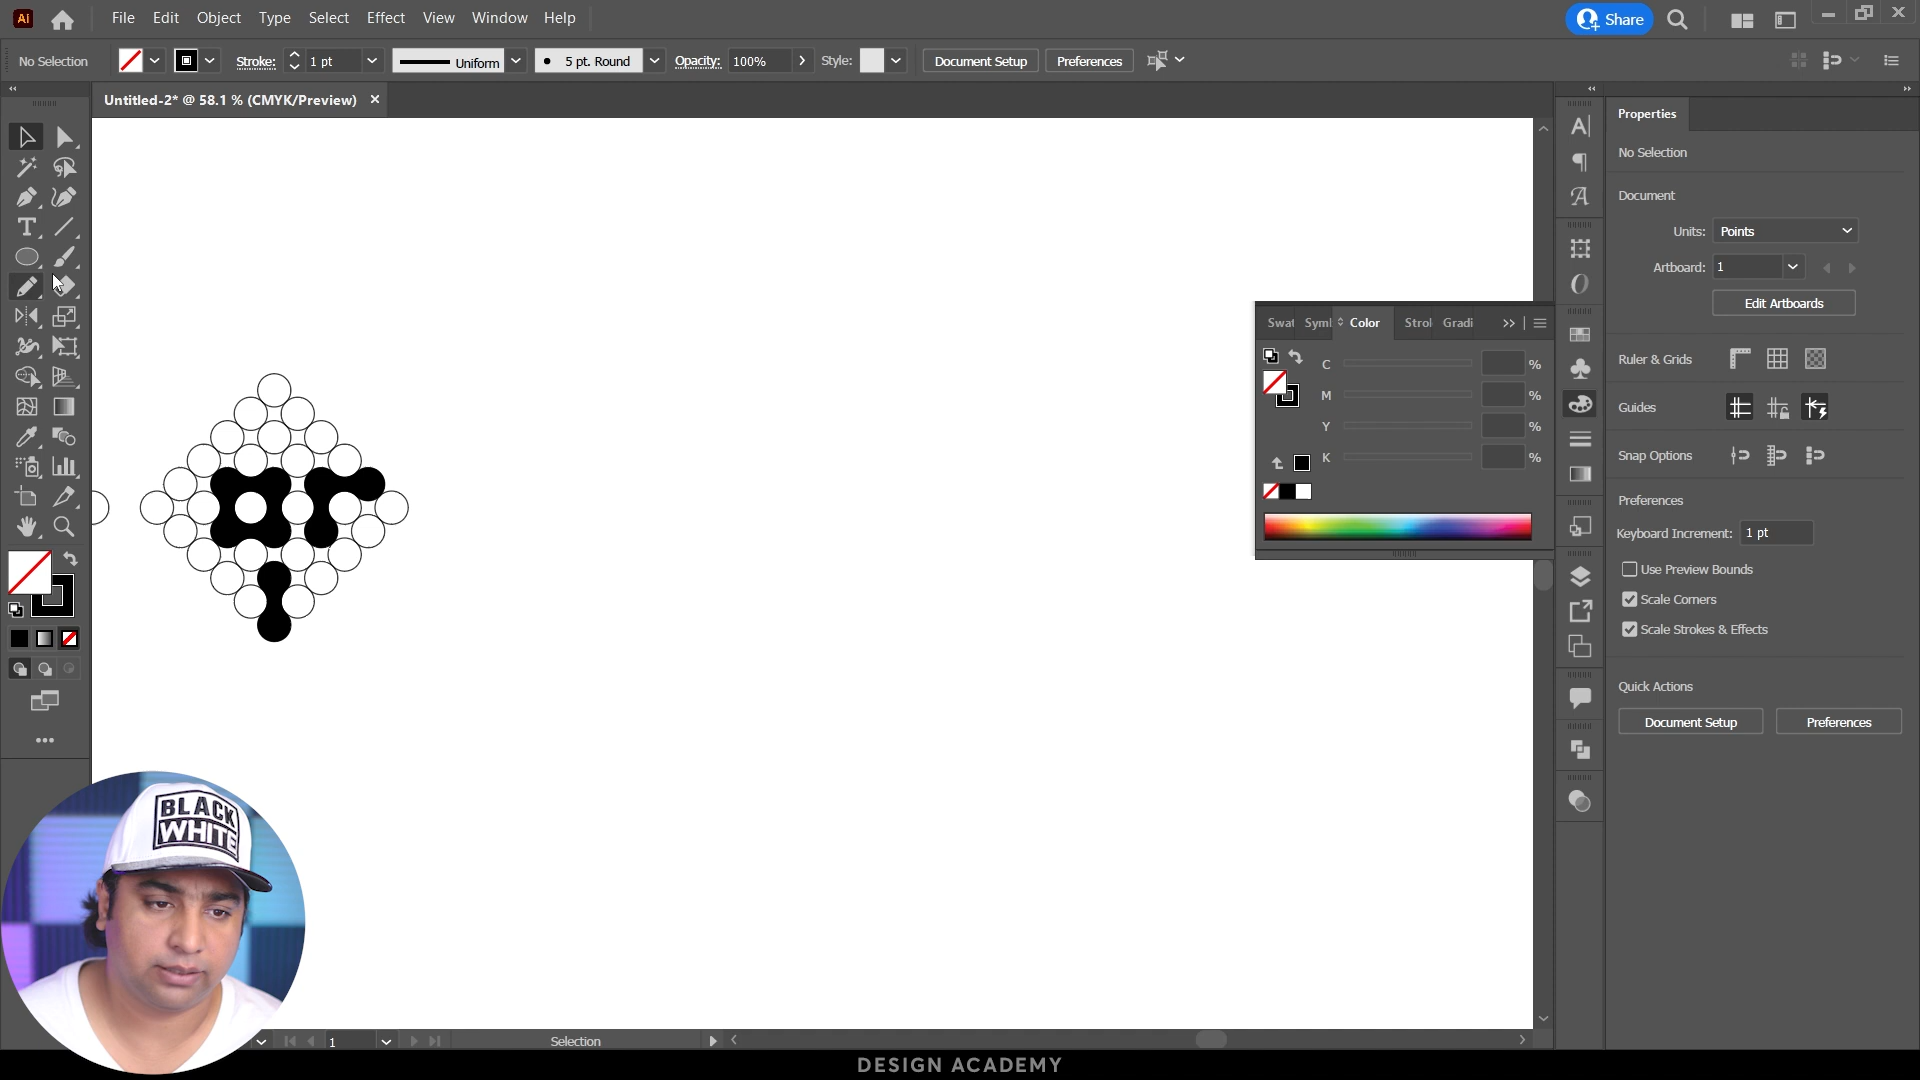 Ai File Edit Object Type Select Effect View Window Help Share
No Selection Stroke: 1 pt Uniform 5 pt. Round Opacity: 100% Style: Document Setup Preferences
Untitled-2* @ 58.1 % (CMYK/Preview)
Properties
No Selection
Document
Units: Points
Artboard: 1
Edit Artboards
Swat Syml Color Strol Gradi
C %
M %
Y %
K %
Ruler & Grids
Guides
Snap Options
Preferences
Keyboard Increment: 1 pt
Use Preview Bounds
Scale Corners
Scale Strokes & Effects
Quick Actions
Document Setup Preferences
BLACK
WHITE
1 Selection
DESIGN ACADEMY